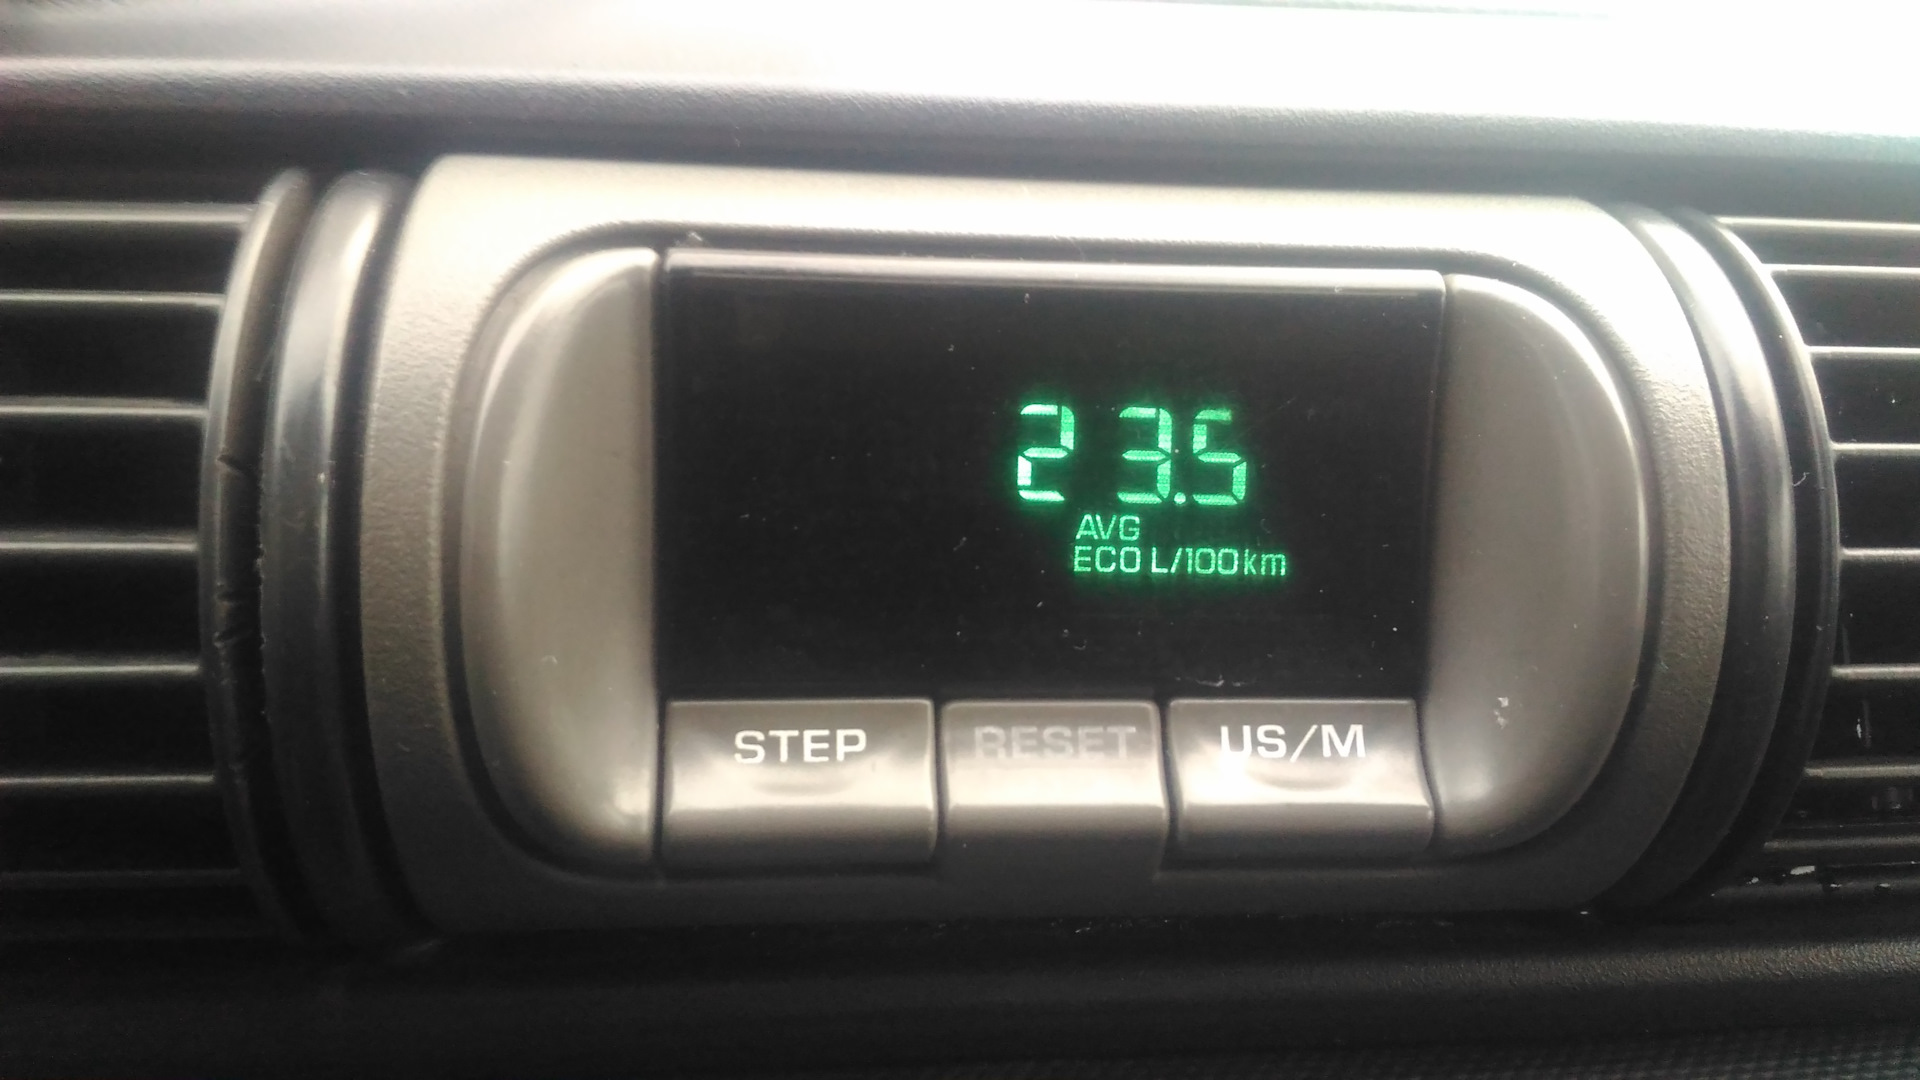 23.5
AVG
ECO L/100km
STEP RESET US/M